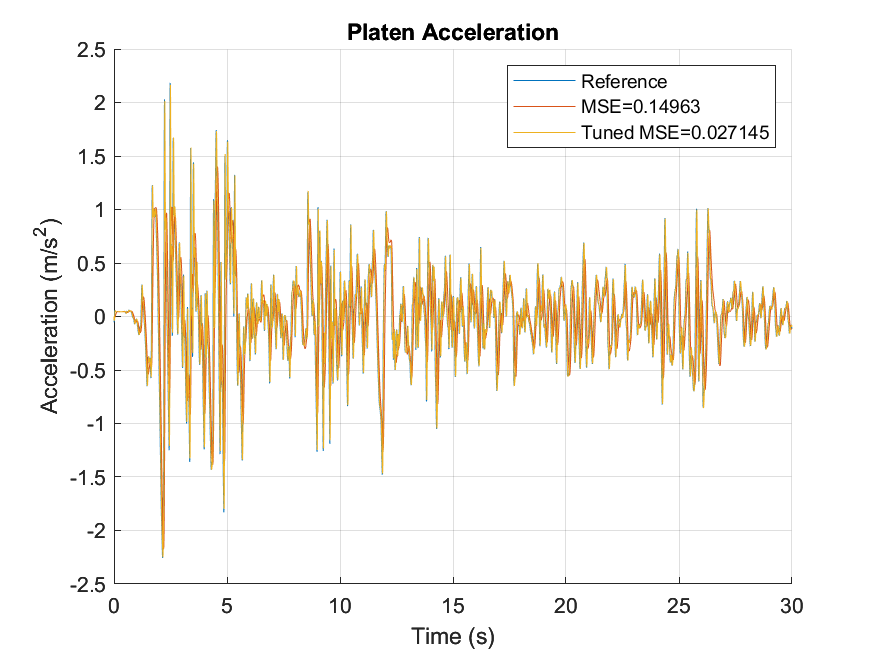 Platen Acceleration
2.5
2
1.5
1
0.5
0
-0.5
-1
-1.5
-2
-2.5
Acceleration (m/s²)
Reference
MSE=0.14963
Tuned MSE=0.027145
0 5 10 15 20 25 30
Time (s)